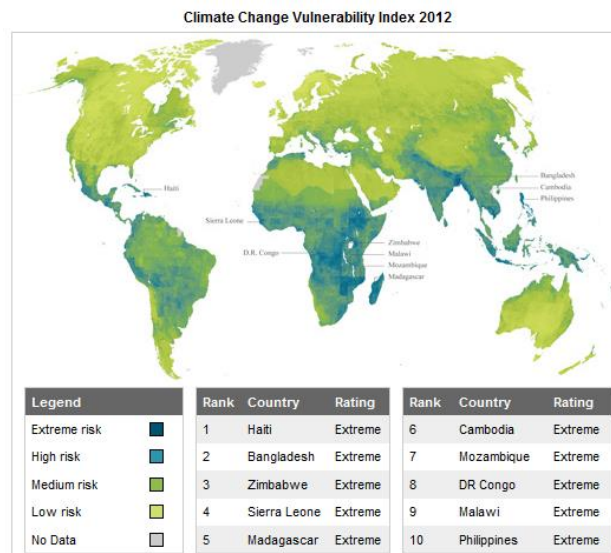 Climate Change Vulnerability Index 2012
Haiti
Sierra Leone
D.R. Congo
Bangladesh
Cambodia
Philippines
Zimbabwe
Malawi
Mozambique
Madagascar
Legend
Extreme risk
High risk
Medium risk
Low risk
No Data
Rank Country Rating
1 Haiti Extreme
2 Bangladesh Extreme
3 Zimbabwe Extreme
4 Sierra Leone Extreme
5 Madagascar Extreme
Rank Country Rating
6 Cambodia Extreme
7 Mozambique Extreme
8 DR Congo Extreme
9 Malawi Extreme
10 Philippines Extreme